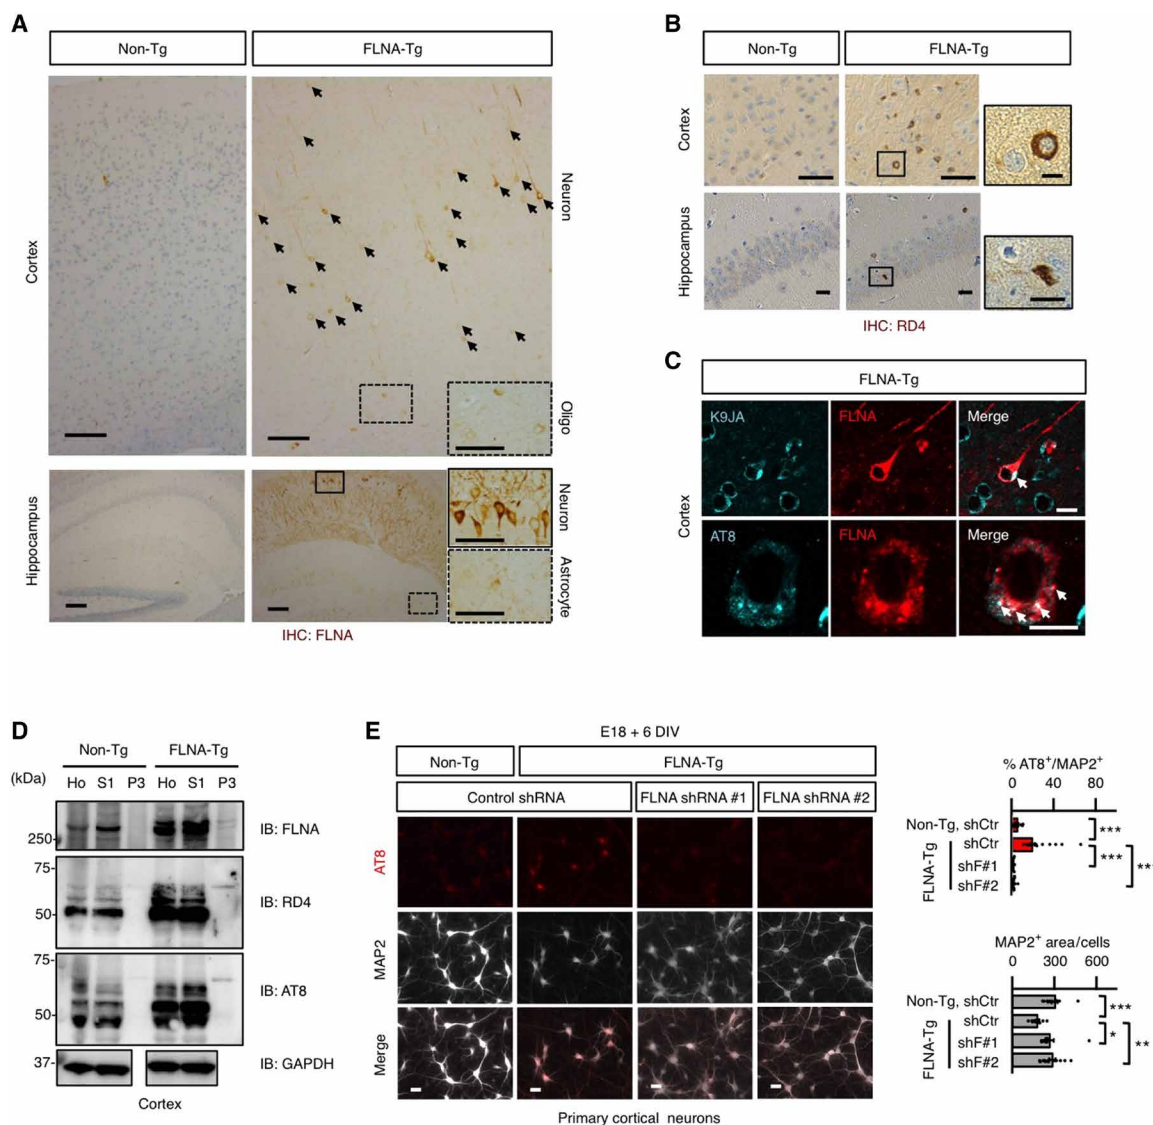 A
Non-Tg
FLNA-Tg
Cortex
Neuron
Oligo
Hippocampus
Neuron
Astrocyte
IHC: FLNA
B
Non-Tg
FLNA-Tg
Cortex
Hippocampus
IHC: RD4
C
FLNA-Tg
K9JA
FLNA
Merge
Cortex
AT8
FLNA
Merge
D
Non-Tg
FLNA-Tg
(kDa)
Ho S1 P3 Ho S1 P3
250-
IB: FLNA
75-
50-
IB: RD4
75-
50-
IB: AT8
37-
IB: GAPDH
Cortex
E
E18 + 6 DIV
Non-Tg
FLNA-Tg
Control shRNA
FLNA shRNA #1
FLNA shRNA #2
AT8
MAP2
Merge
Primary cortical neurons
% AT8⁺/MAP2⁺
0 40 80
Non-Tg, shCtr
shCtr
shF#1
shF#2
FLNA-Tg
***
***
**
MAP2⁺ area/cells
0 300 600
Non-Tg, shCtr
shCtr
shF#1
shF#2
FLNA-Tg
***
*
**